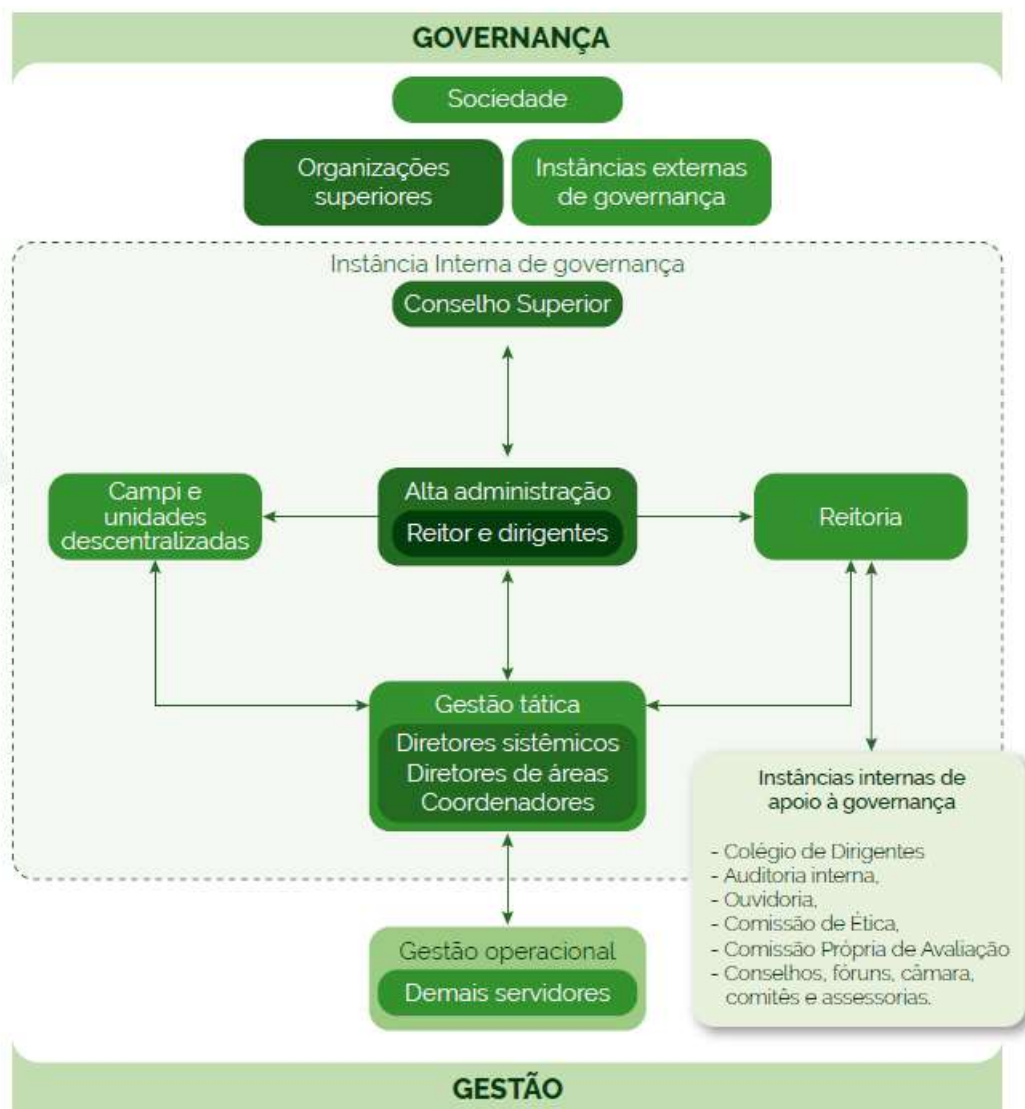 GOVERNANÇA
Sociedade
Organizações
superiores
Instâncias externas
de governança
Instância Interna de governança
Conselho Superior
Campi e
unidades
descentralizadas
Alta administração
Reitor e dirigentes
Reitoria
Gestão tática
Diretores sistêmicos
Diretores de áreas
Coordenadores
Instâncias internas de
apoio à governança
- Colégio de Dirigentes
- Auditoria interna,
- Ouvidoria,
- Comissão de Ética,
- Comissão Própria de Avaliação
- Conselhos, fóruns, câmara,
comitês e assessorias.
Gestão operacional
Demais servidores
GESTÃO